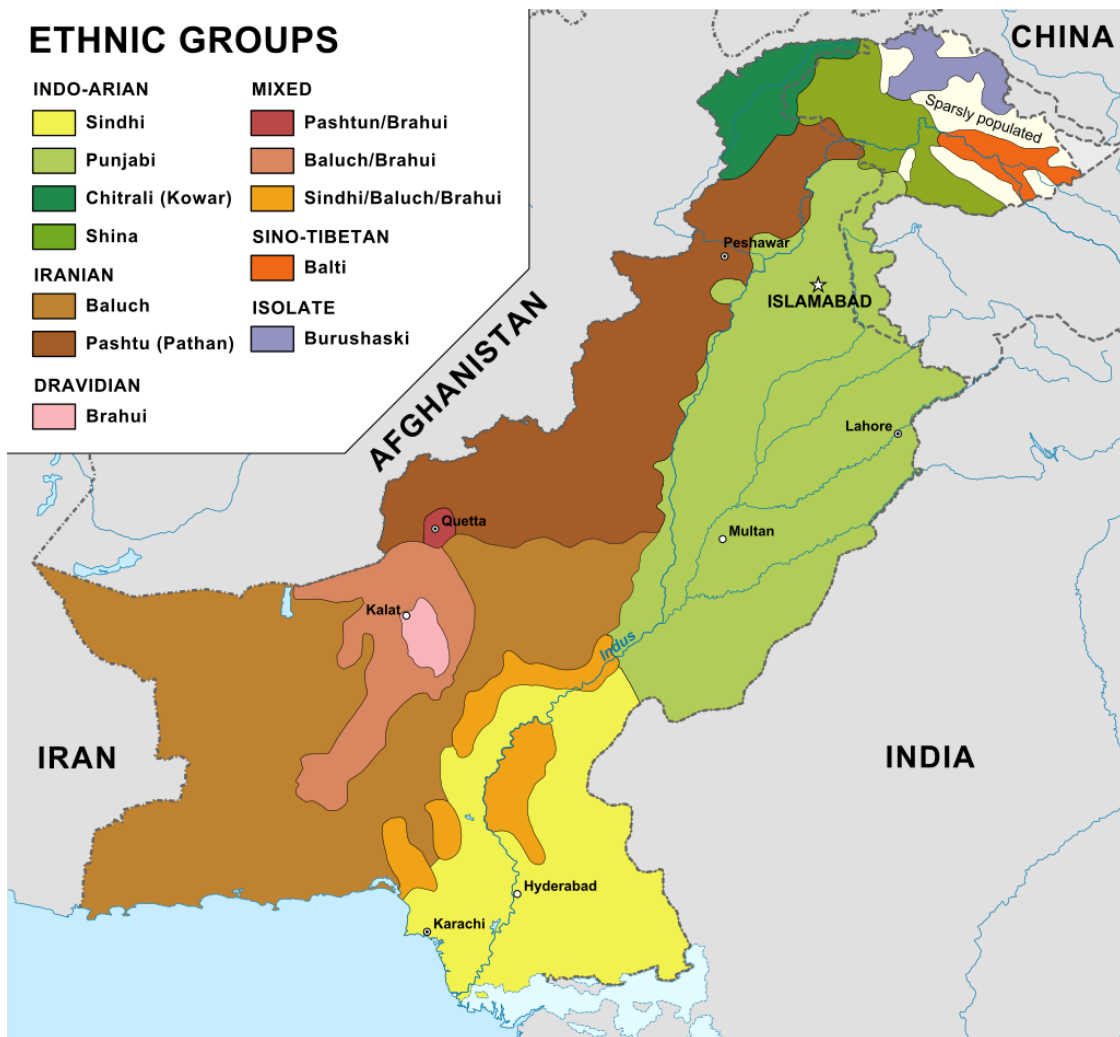 ETHNIC GROUPS
INDO-ARIAN
Sindhi
Punjabi
Chitrali (Kowar)
Shina
IRANIAN
Baluch
Pashtu (Pathan)
DRAVIDIAN
Brahui
MIXED
Pashtun/Brahui
Baluch/Brahui
Sindhi/Baluch/Brahui
SINO-TIBETAN
Balti
ISOLATE
Burushaski
CHINA
Sparsly populated
Peshawar
ISLAMABAD
AFGHANISTAN
Lahore
Quetta
Multan
Kalat
Indus
IRAN
INDIA
Hyderabad
Karachi